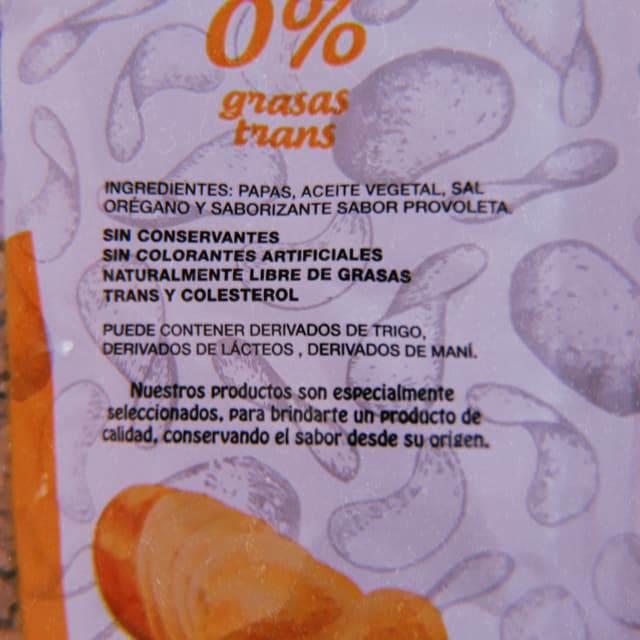 0%
grasas
trans
INGREDIENTES: PAPAS, ACEITE VEGETAL, SAL
ORÉGANO Y SABORIZANTE SABOR PROVOLETA.
SIN CONSERVANTES
SIN COLORANTES ARTIFICIALES
NATURALMENTE LIBRE DE GRASAS
TRANS Y COLESTEROL
PUEDE CONTENER DERIVADOS DE TRIGO,
DERIVADOS DE LÁCTEOS , DERIVADOS DE MANÍ.
Nuestros productos son especialmente
seleccionados, para brindarte un producto de
calidad, conservando el sabor desde su origen.